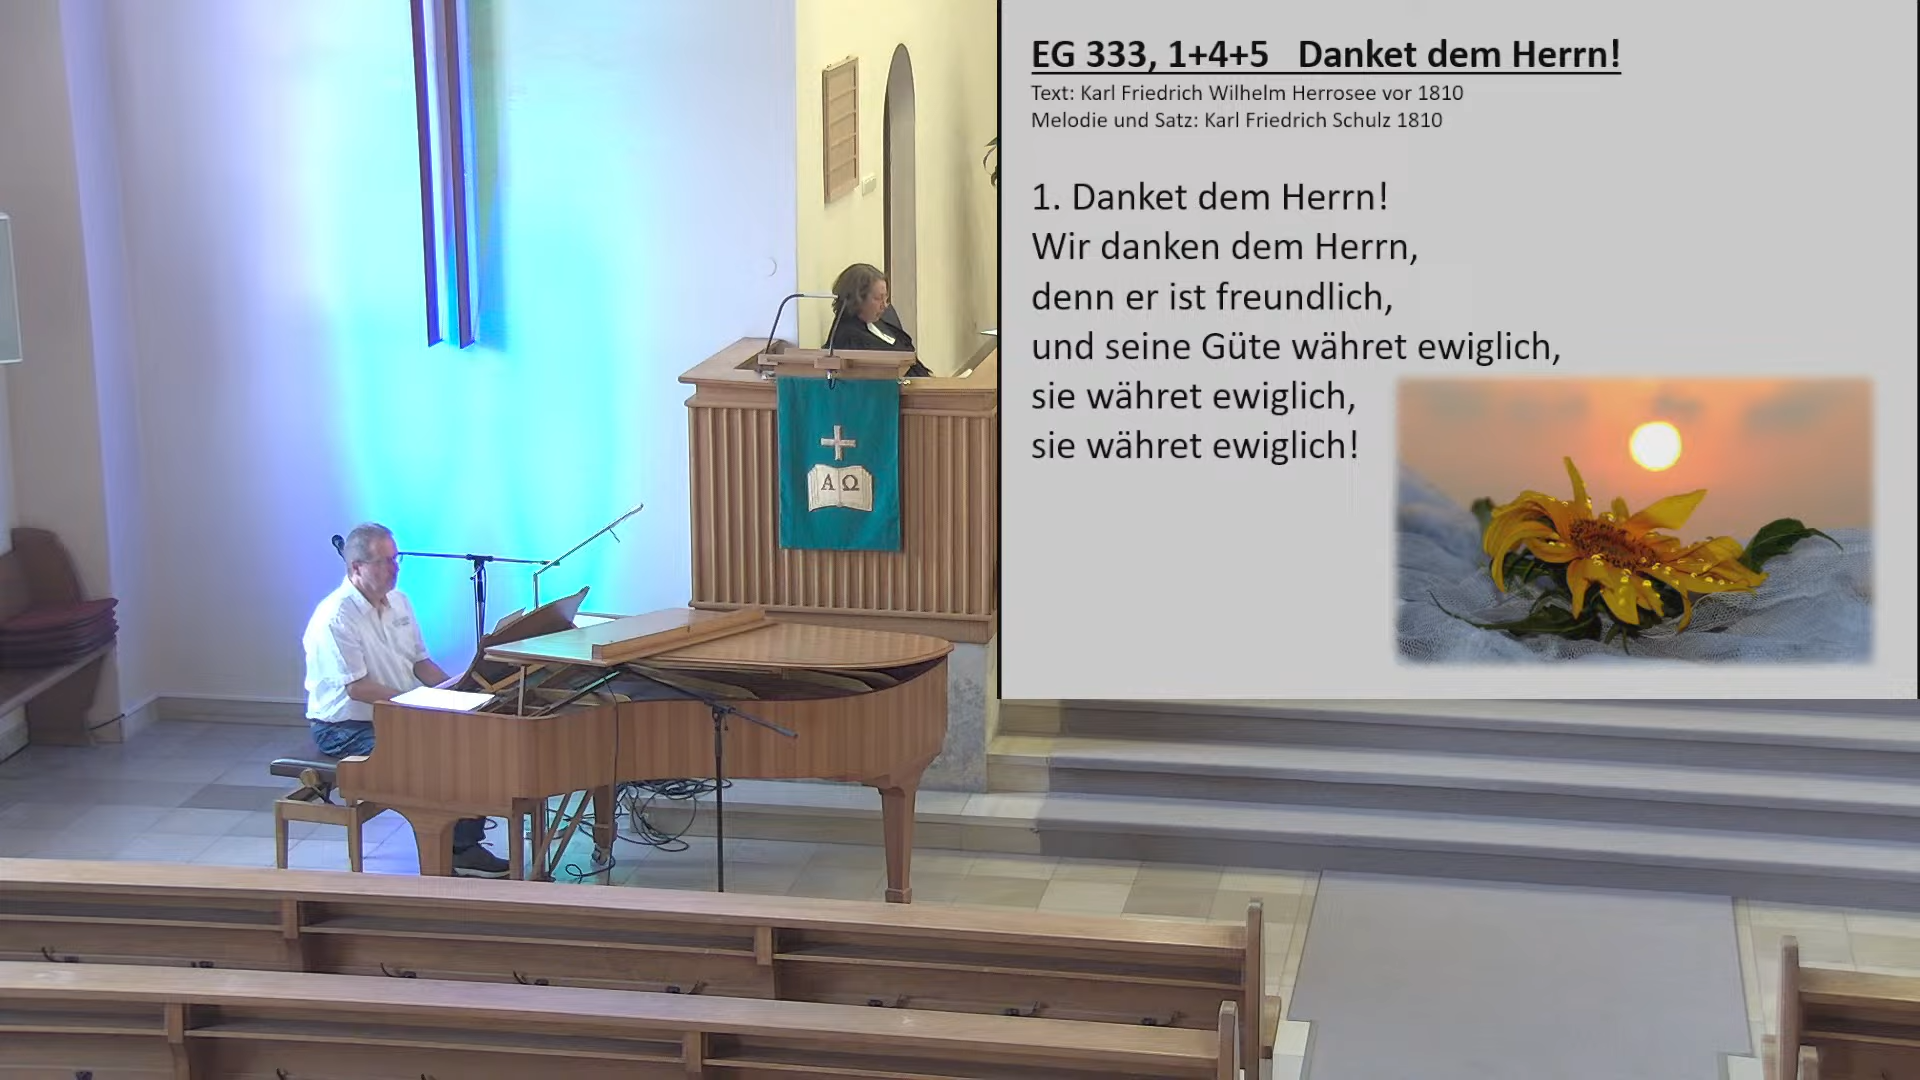 EG 333, 1+4+5   Danket dem Herrn!
Text: Karl Friedrich Wilhelm Herrosee vor 1810
Melodie und Satz: Karl Friedrich Schulz 1810
1. Danket dem Herrn!
Wir danken dem Herrn,
denn er ist freundlich,
und seine Güte währet ewiglich,
sie währet ewiglich,
sie währet ewiglich!
Α Ω